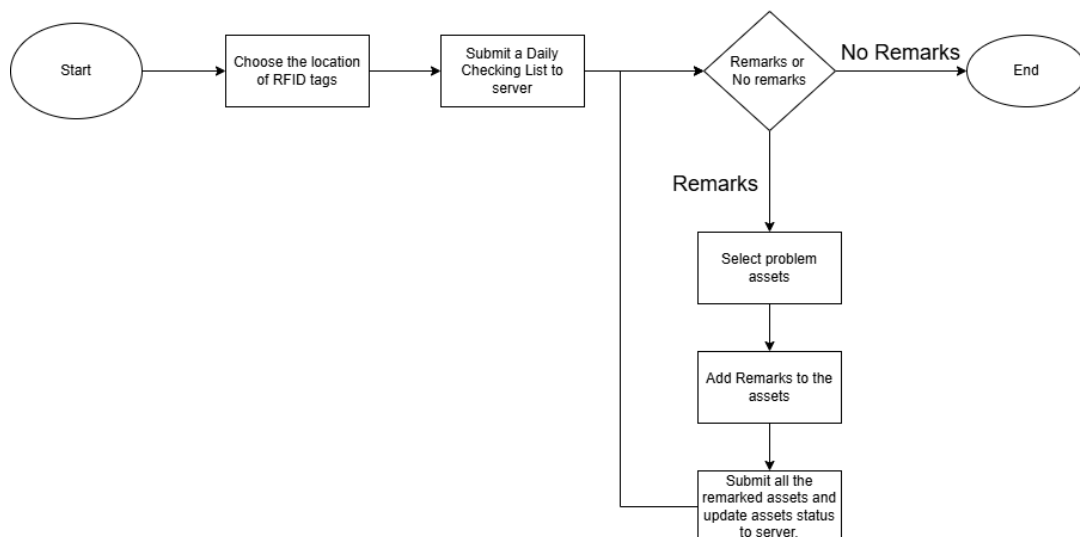 Start
Choose the location
of RFID tags
Submit a Daily
Checking List to
server
Remarks or
No remarks
No Remarks
End
Remarks
Select problem
assets
Add Remarks to the
assets
Submit all the
remarked assets and
update assets status
to server.